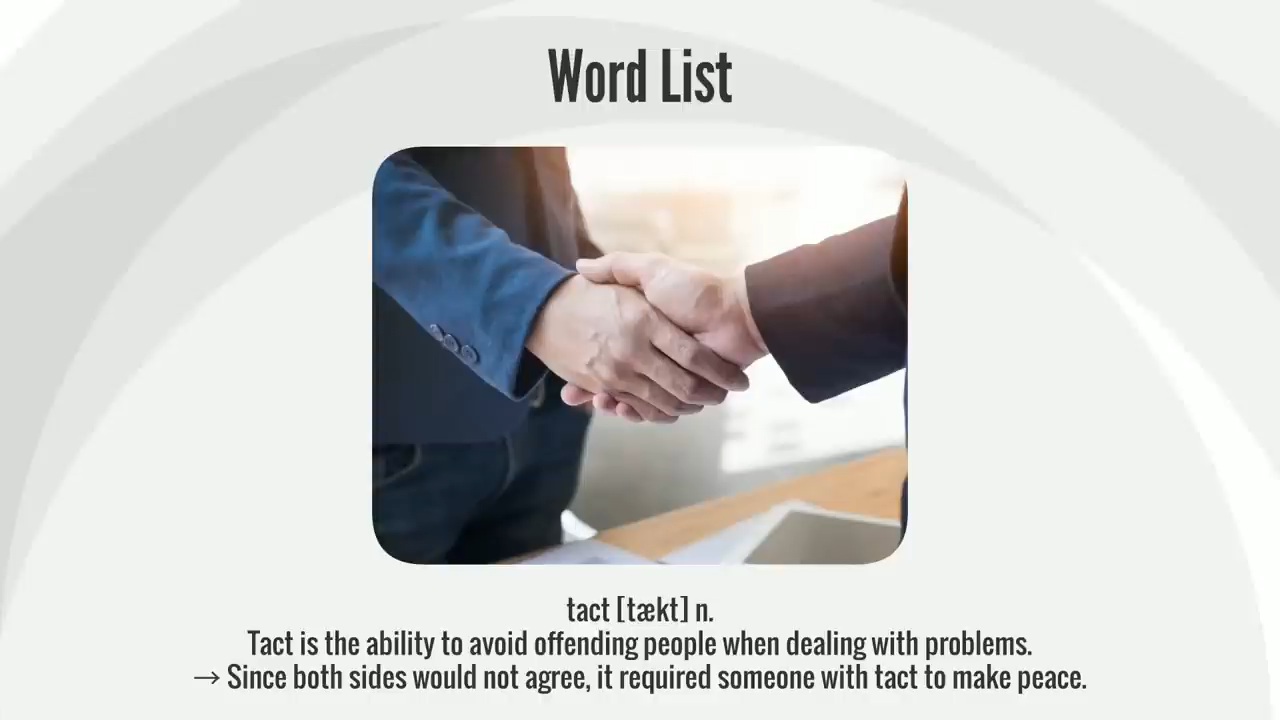 Word List
tact [tækt] n.
Tact is the ability to avoid offending people when dealing with problems.
→ Since both sides would not agree, it required someone with tact to make peace.